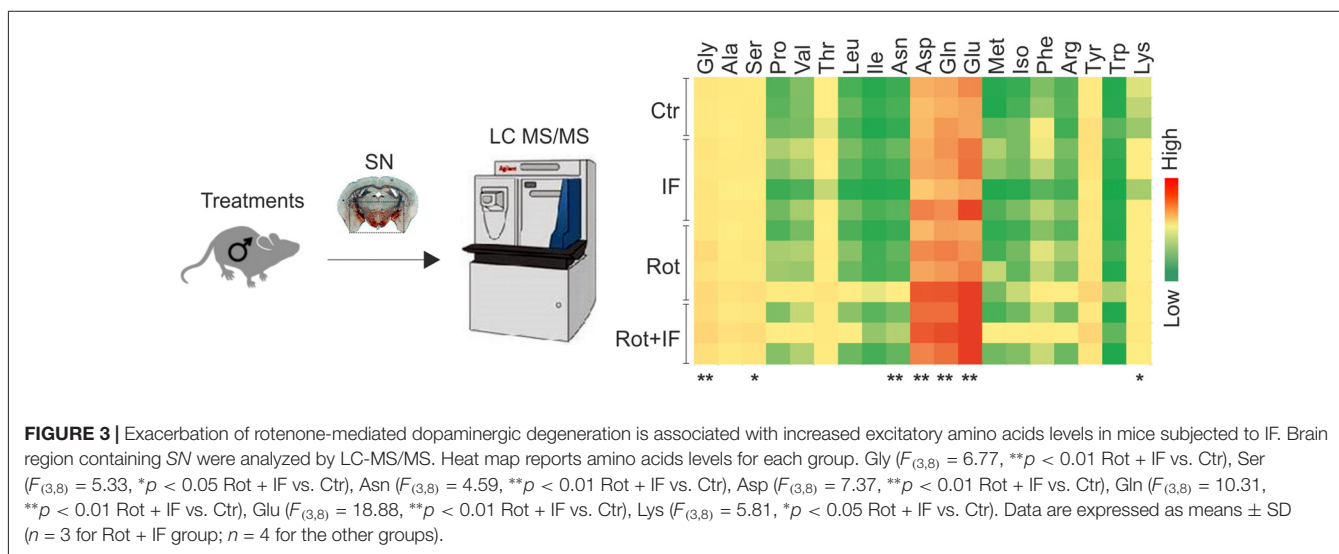 Treatments
SN
LC MS/MS
Agilent
Gly Ala Ser Pro Val Thr Leu Ile Asn Asp Gln Glu Met Iso Phe Arg Tyr Trp Lys
Ctr
IF
Rot
Rot+IF
** * ** ** ** ** *
High
Low
FIGURE 3 | Exacerbation of rotenone-mediated dopaminergic degeneration is associated with increased excitatory amino acids levels in mice subjected to IF. Brain
region containing SN were analyzed by LC-MS/MS. Heat map reports amino acids levels for each group. Gly (F(3,8) = 6.77, **p < 0.01 Rot + IF vs. Ctr), Ser
(F(3,8) = 5.33, *p < 0.05 Rot + IF vs. Ctr), Asn (F(3,8) = 4.59, **p < 0.01 Rot + IF vs. Ctr), Asp (F(3,8) = 7.37, **p < 0.01 Rot + IF vs. Ctr), Gln (F(3,8) = 10.31,
**p < 0.01 Rot + IF vs. Ctr), Glu (F(3,8) = 18.88, **p < 0.01 Rot + IF vs. Ctr), Lys (F(3,8) = 5.81, *p < 0.05 Rot + IF vs. Ctr). Data are expressed as means ± SD
(n = 3 for Rot + IF group; n = 4 for the other groups).